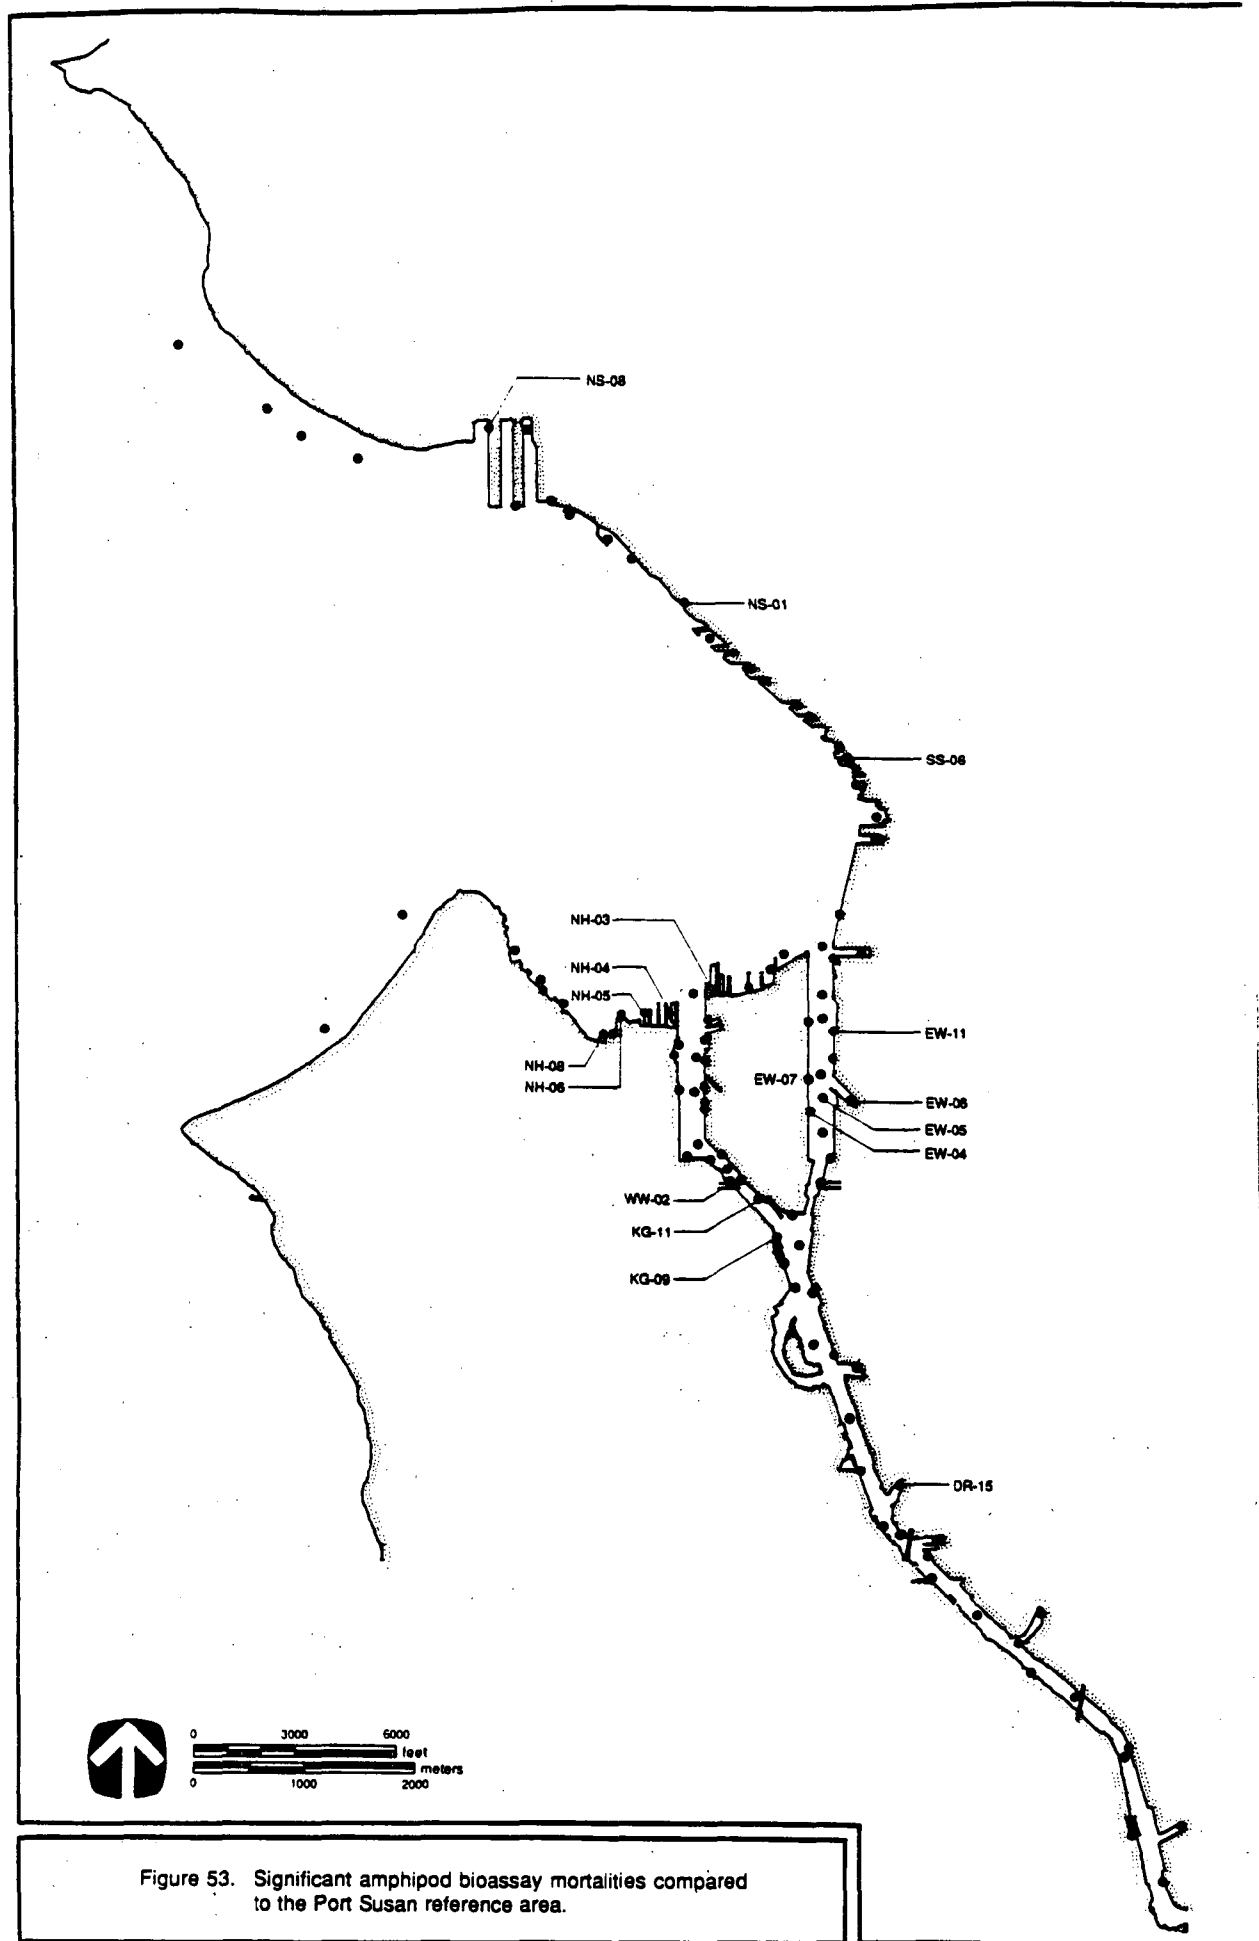 NS-08
NS-01
SS-06
NH-03
NH-04
NH-05
EW-11
NH-08
EW-07
NH-06
EW-06
EW-05
EW-04
WW-02
KG-11
KG-09
DR-15
0 3000 6000
feet
meters
0 1000 2000
Figure 53. Significant amphipod bioassay mortalities compared
to the Port Susan reference area.